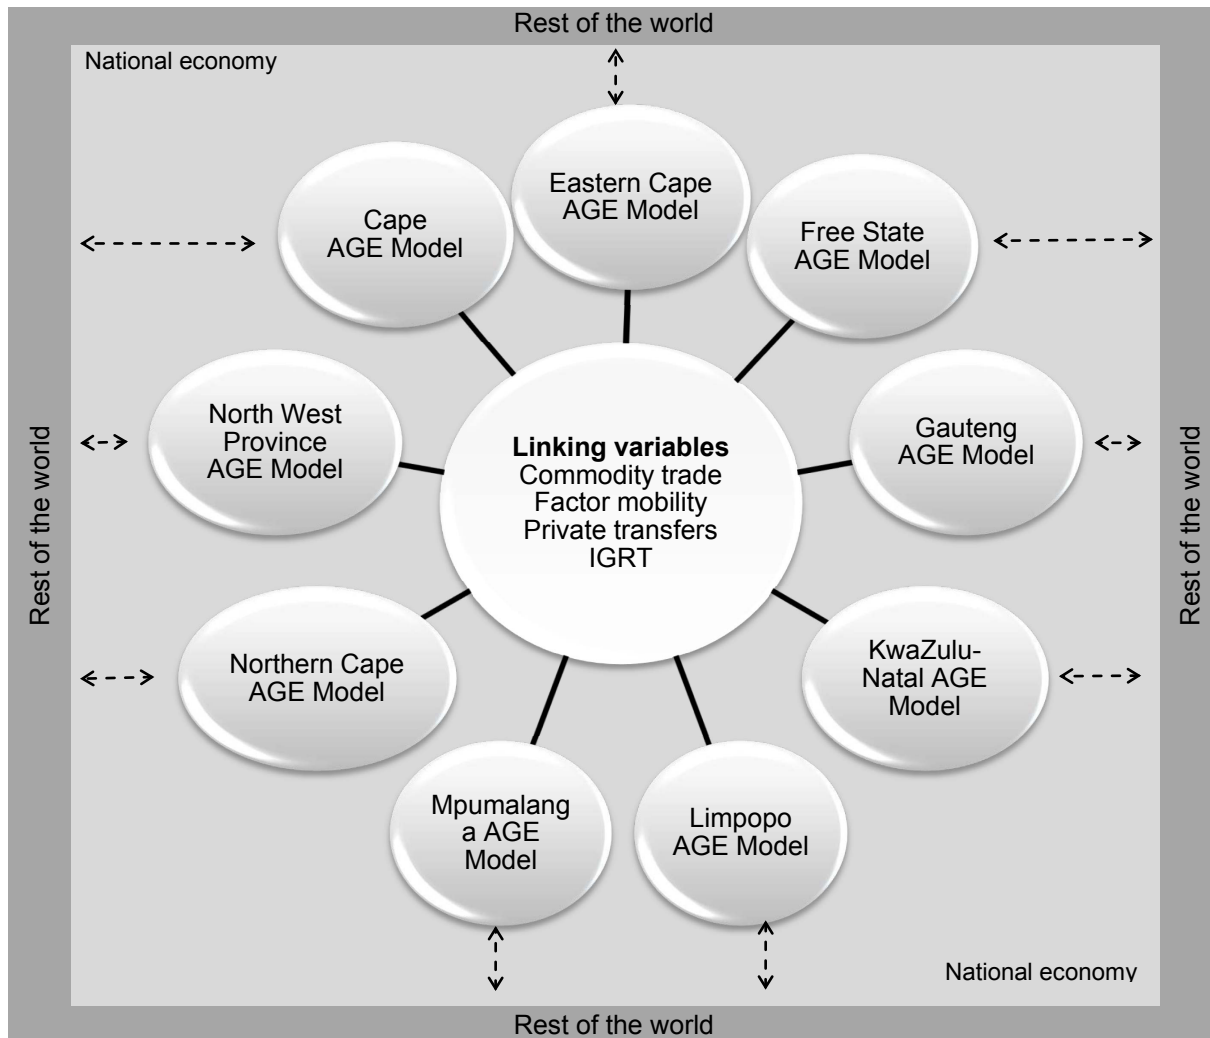 Rest of the world
National economy
Eastern Cape
AGE Model
Cape
AGE Model
Free State
AGE Model
North West
Province
AGE Model
Gauteng
AGE Model
Linking variables
Commodity trade
Factor mobility
Private transfers
IGRT
Rest of the world
Rest of the world
Northern Cape
AGE Model
KwaZulu-
Natal AGE
Model
Mpumalang
a AGE
Model
Limpopo
AGE Model
National economy
Rest of the world